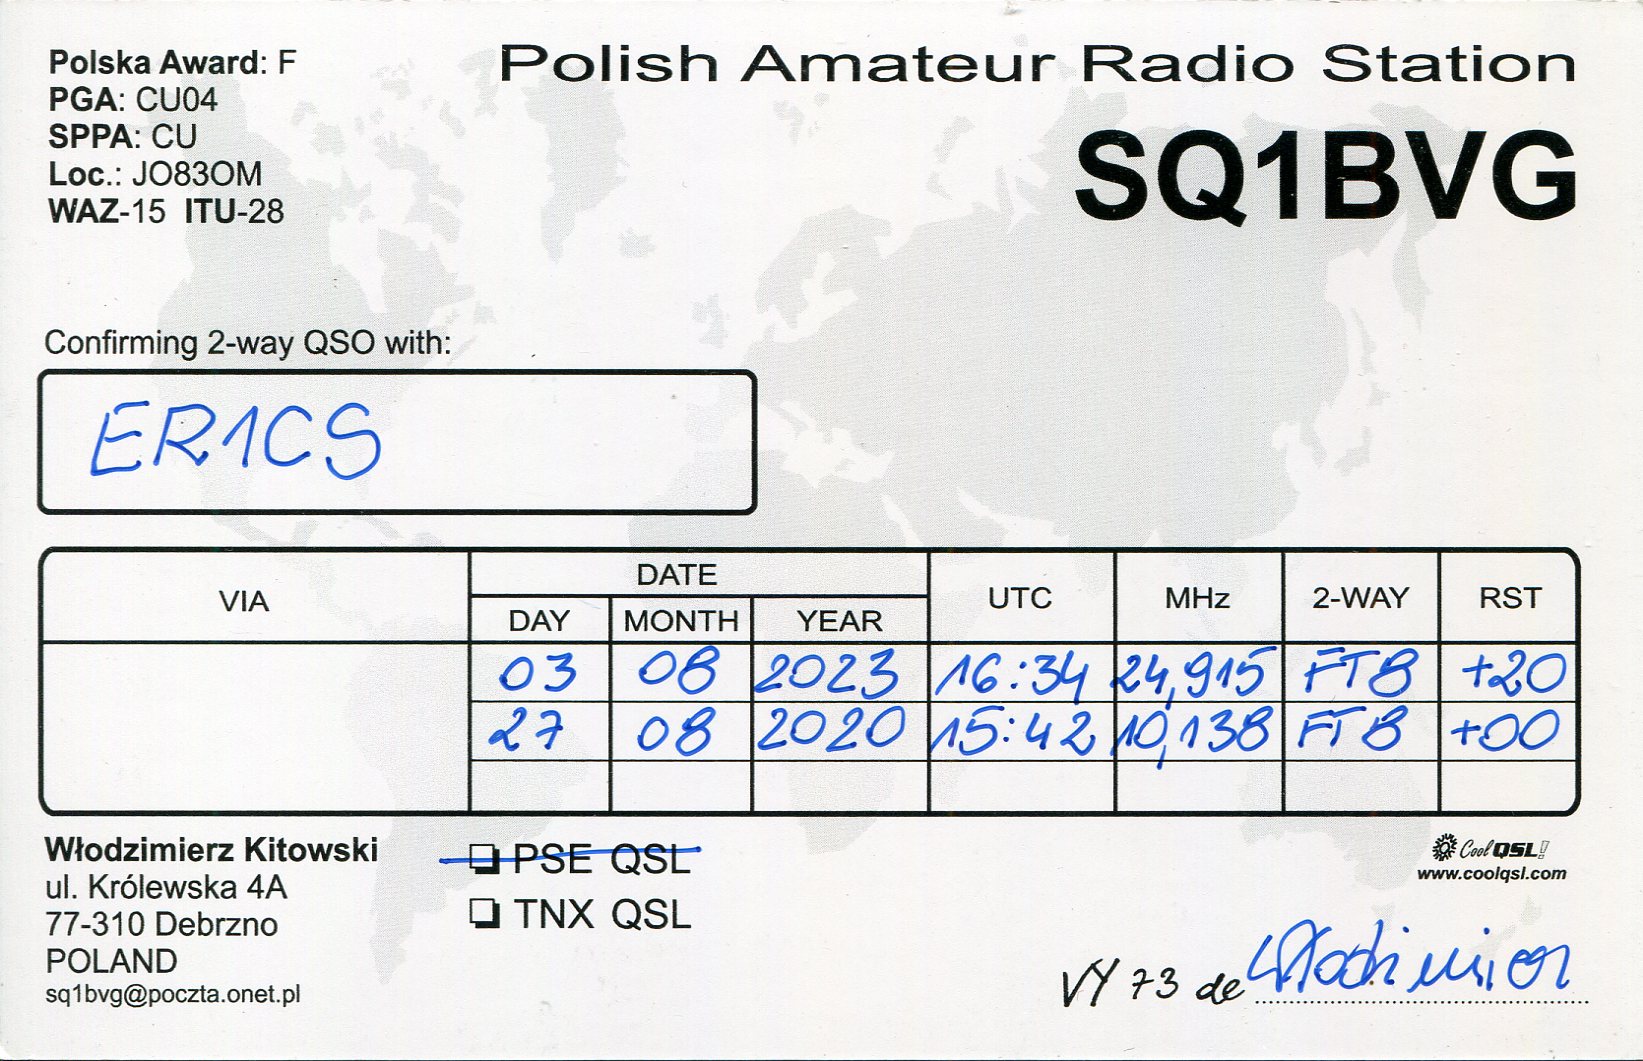 Polska Award: F
PGA: CU04
SPPA: CU
Loc.: JO83OM
WAZ-15 ITU-28
Polish Amateur Radio Station
SQ1BVG
Confirming 2-way QSO with:
ER1CS
VIA DATE UTC MHz 2-WAY RST
DAY MONTH YEAR
03 08 2023 16:34 24,915 FT8 +20
27 08 2020 15:42 10,138 FT8 +00
Włodzimierz Kitowski
ul. Królewska 4A
77-310 Debrzno
POLAND
sq1bvg@poczta.onet.pl
PSE QSL
TNX QSL
Cool QSL!
www.coolqsl.com
VY 73 de Włodzimierz